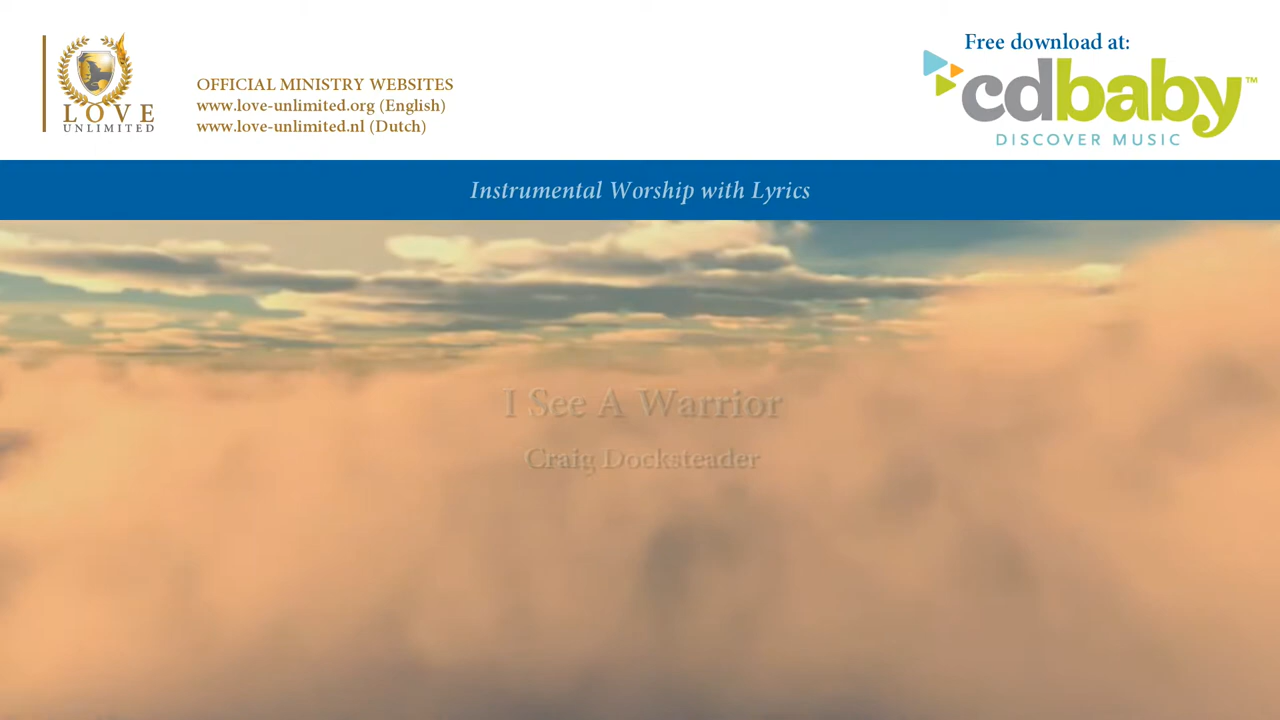 LOVE
UNLIMITED
OFFICIAL MINISTRY WEBSITES
www.love-unlimited.org (English)
www.love-unlimited.nl (Dutch)
Free download at:
cdbaby™
DISCOVER MUSIC
Instrumental Worship with Lyrics
I See A Warrior
Craig Docksteader